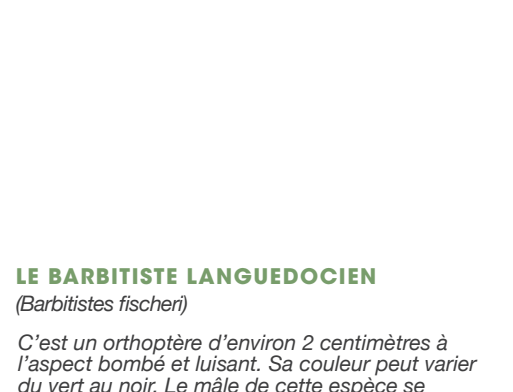 LE BARBITISTE LANGUEDOCIEN
(Barbitistes fischeri)
C’est un orthoptère d’environ 2 centimètres à
l’aspect bombé et luisant. Sa couleur peut varier
du vert au noir. Le mâle de cette espèce se